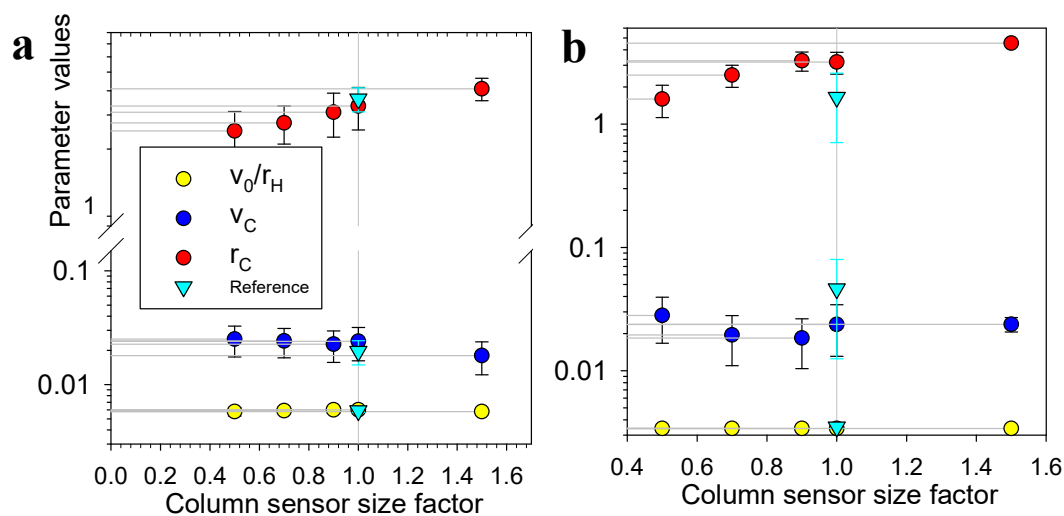 a
Parameter values
1
0.1
0.01
v0/rH
vC
rC
Reference
0.0 0.2 0.4 0.6 0.8 1.0 1.2 1.4 1.6
Column sensor size factor
b
1
0.1
0.01
0.4 0.6 0.8 1.0 1.2 1.4 1.6
Column sensor size factor